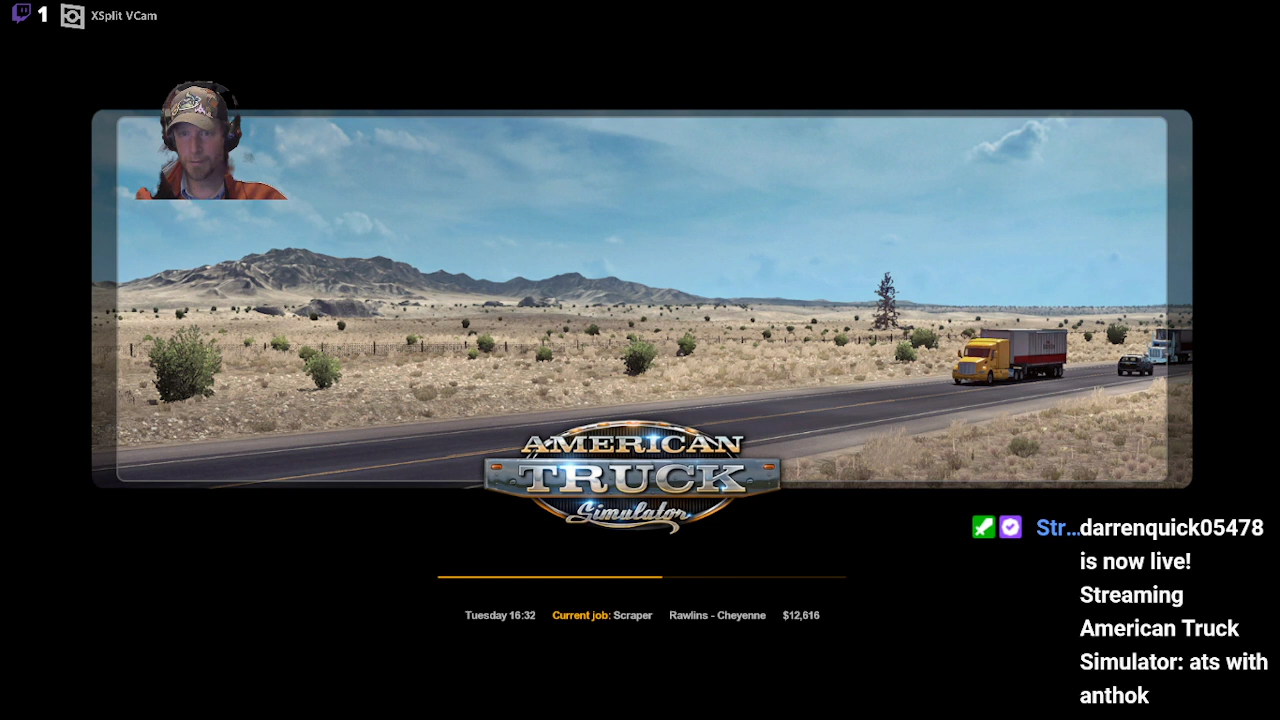 1 XSplit VCam
AMERICAN
TRUCK
Simulator
Str...darrenquick05478
is now live!
Streaming
American Truck
Simulator: ats with
anthok
Tuesday 16:32 Current job: Scraper Rawlins - Cheyenne $12,616